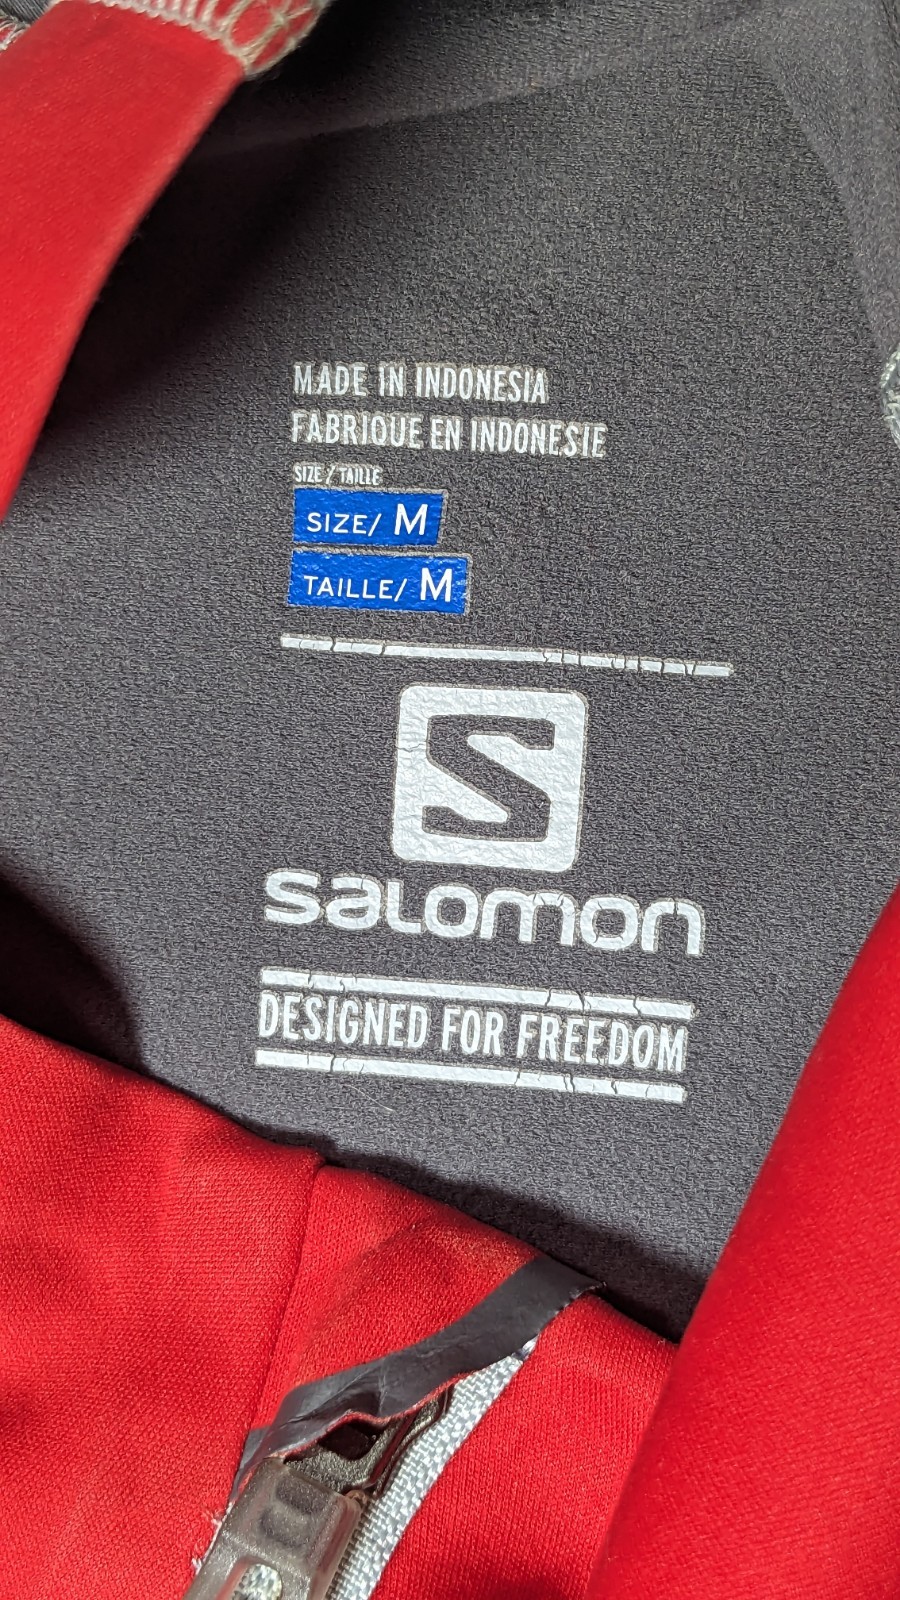 MADE IN INDONESIA
FABRIQUE EN INDONESIE
SIZE / TAILLE
SIZE/ M
TAILLE/ M
S
salomon
DESIGNED FOR FREEDOM